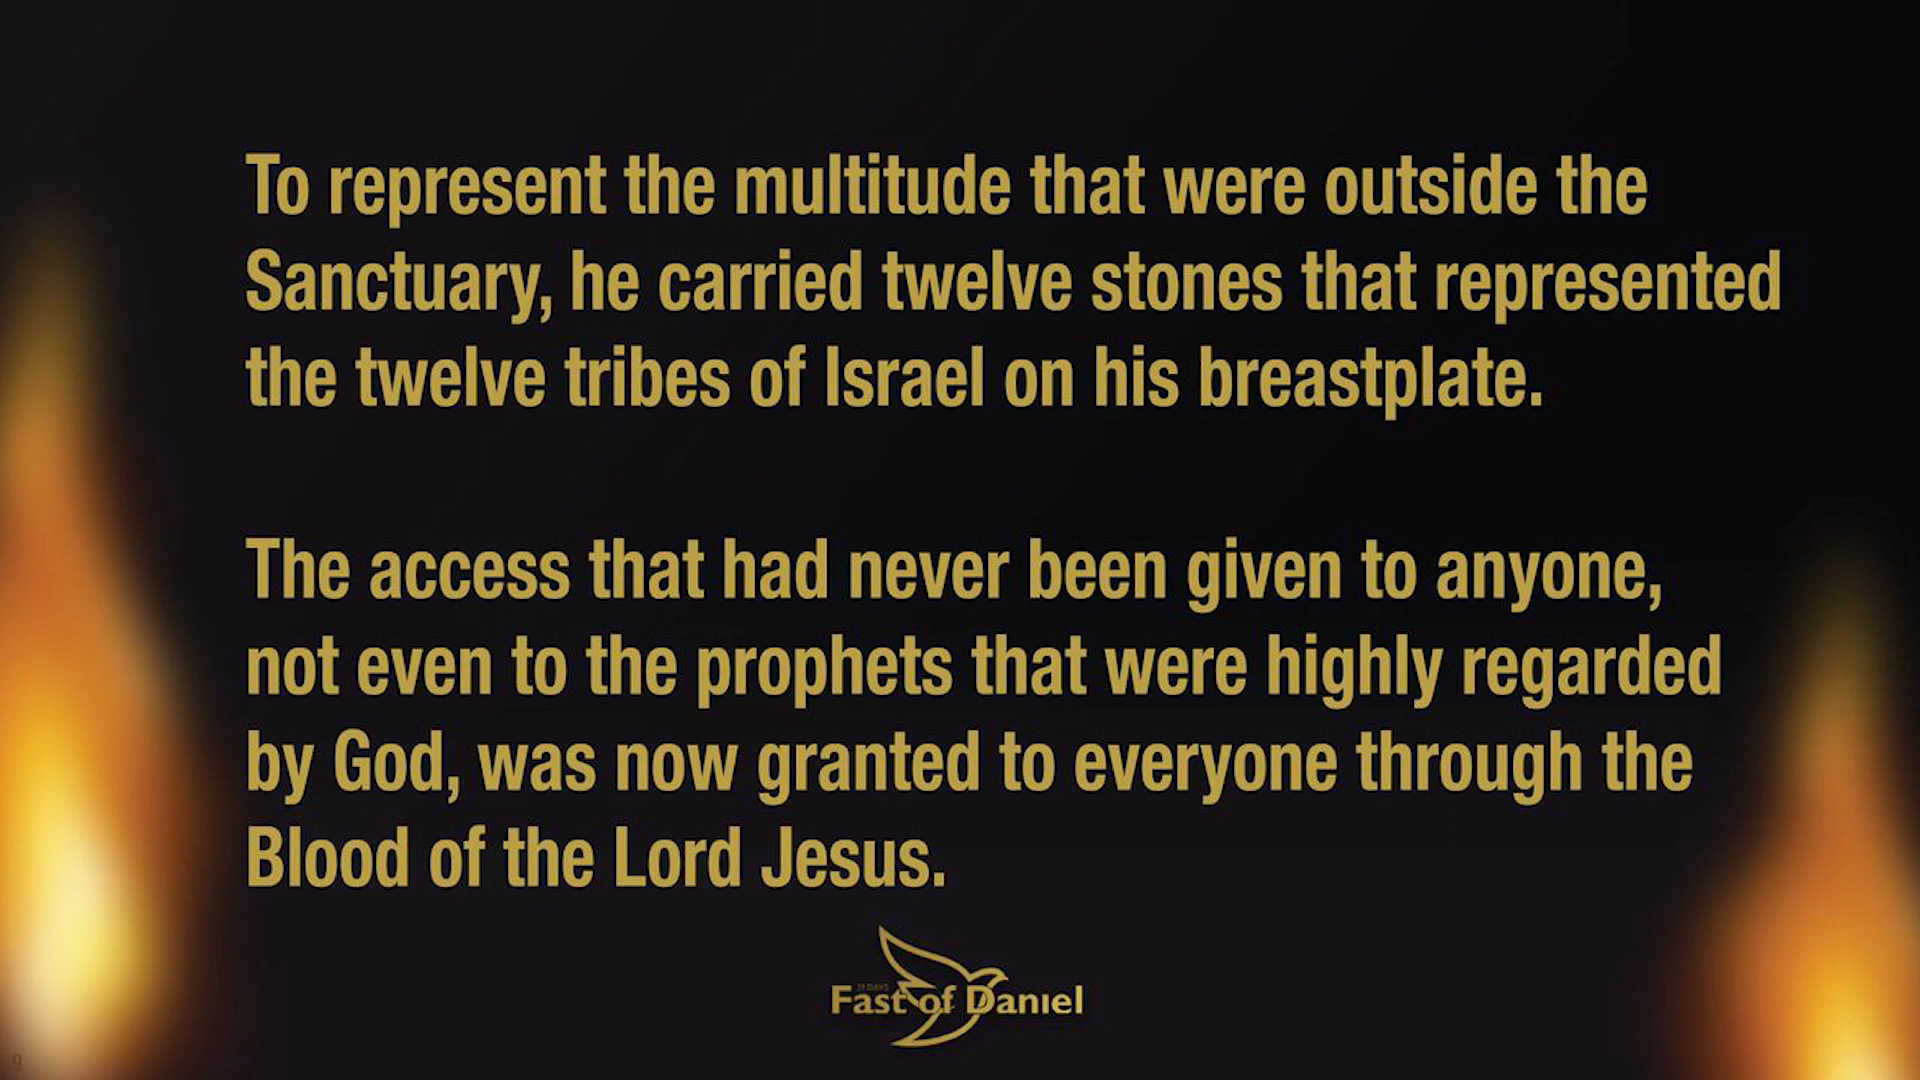 To represent the multitude that were outside the
Sanctuary, he carried twelve stones that represented
the twelve tribes of Israel on his breastplate.
The access that had never been given to anyone,
not even to the prophets that were highly regarded
by God, was now granted to everyone through the
Blood of the Lord Jesus.
21 DAYS
Fast of Daniel
9